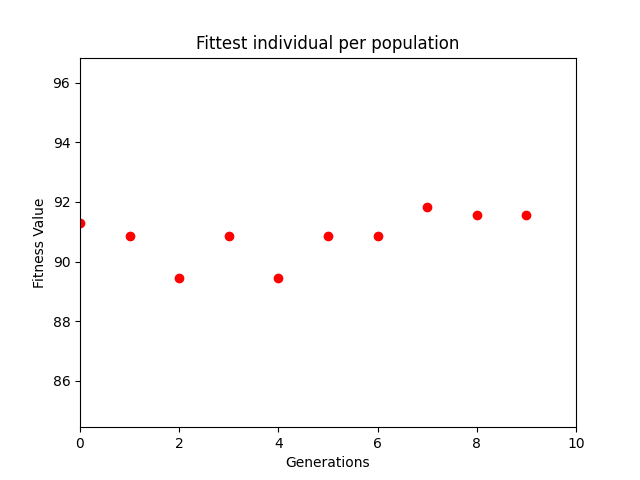 Fittest individual per population
96
94
92
90
88
86
Fitness Value
0 2 4 6 8 10
Generations